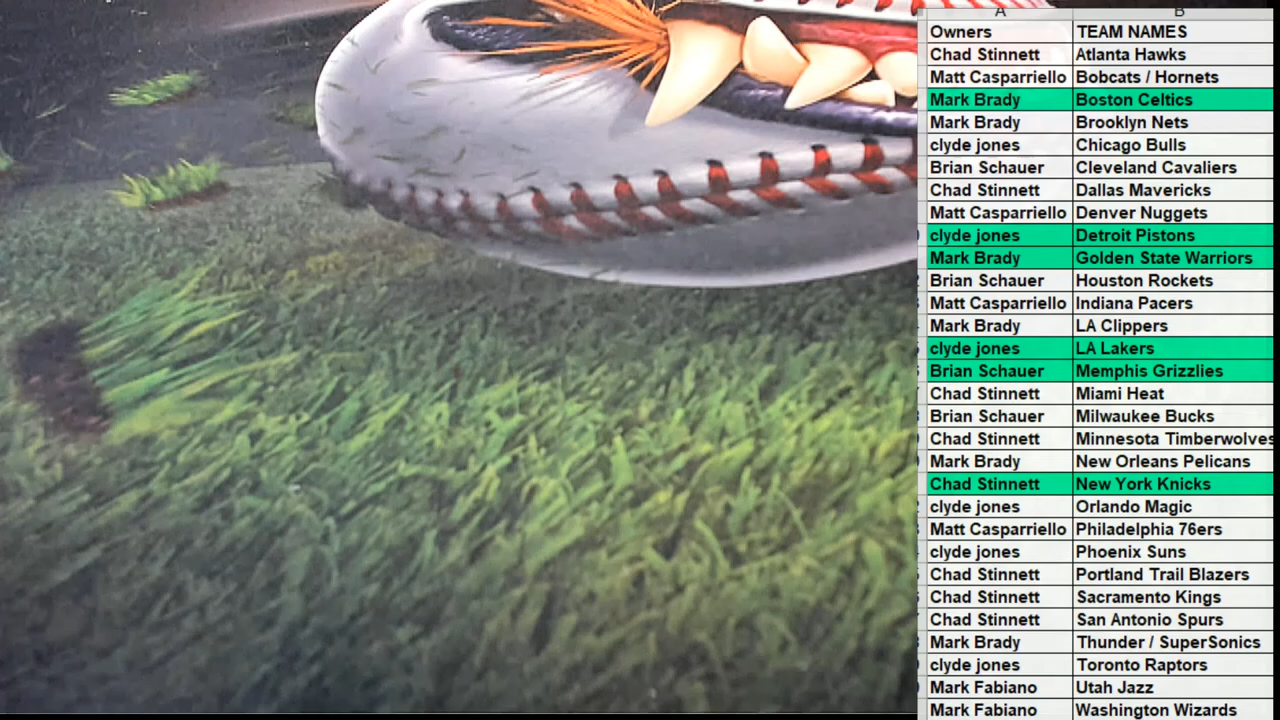 A B
Owners TEAM NAMES
Chad Stinnett Atlanta Hawks
Matt Casparriello Bobcats / Hornets
Mark Brady Boston Celtics
Mark Brady Brooklyn Nets
clyde jones Chicago Bulls
Brian Schauer Cleveland Cavaliers
Chad Stinnett Dallas Mavericks
Matt Casparriello Denver Nuggets
clyde jones Detroit Pistons
Mark Brady Golden State Warriors
Brian Schauer Houston Rockets
Matt Casparriello Indiana Pacers
Mark Brady LA Clippers
clyde jones LA Lakers
Brian Schauer Memphis Grizzlies
Chad Stinnett Miami Heat
Brian Schauer Milwaukee Bucks
Chad Stinnett Minnesota Timberwolves
Mark Brady New Orleans Pelicans
Chad Stinnett New York Knicks
clyde jones Orlando Magic
Matt Casparriello Philadelphia 76ers
clyde jones Phoenix Suns
Chad Stinnett Portland Trail Blazers
Chad Stinnett Sacramento Kings
Chad Stinnett San Antonio Spurs
Mark Brady Thunder / SuperSonics
clyde jones Toronto Raptors
Mark Fabiano Utah Jazz
Mark Fabiano Washington Wizards